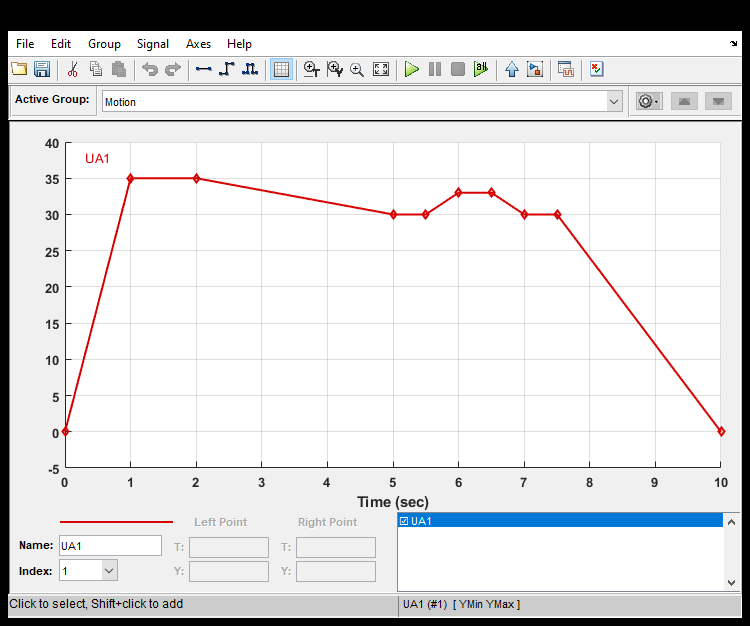 File Edit Group Signal Axes Help
Active Group: Motion
UA1
40
35
30
25
20
15
10
5
0
-5
0 1 2 3 4 5 6 7 8 9 10
Time (sec)
Left Point Right Point
UA1
Name: UA1 T: T:
Index: 1 Y: Y:
Click to select, Shift+click to add UA1 (#1) [ YMin YMax ]